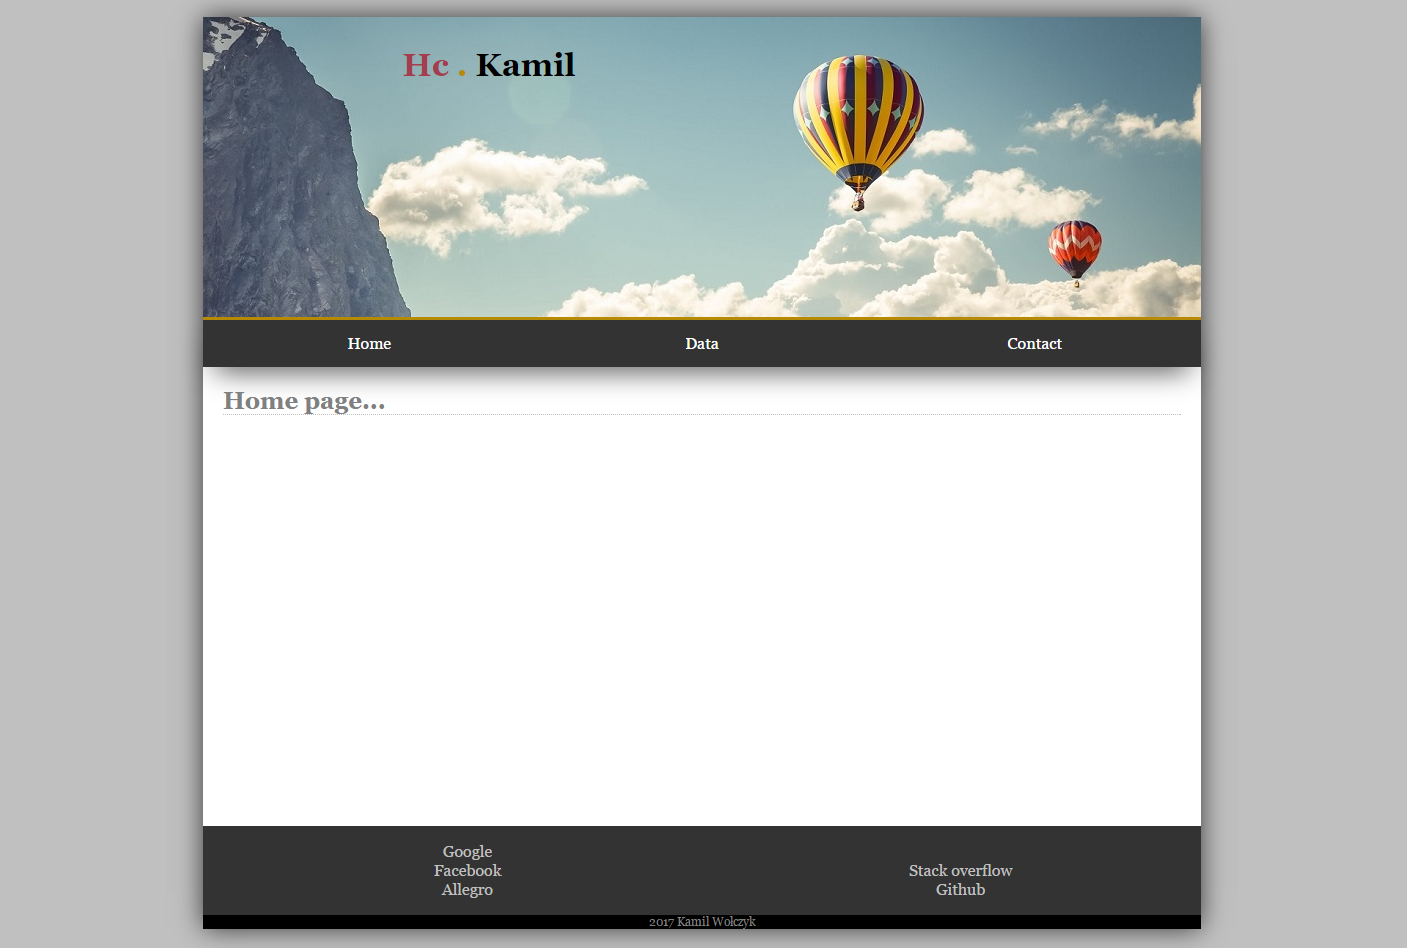 Hc . Kamil
Home Data Contact
Home page...
Google
Facebook Stack overflow
Allegro Github
2017 Kamil Wołczyk